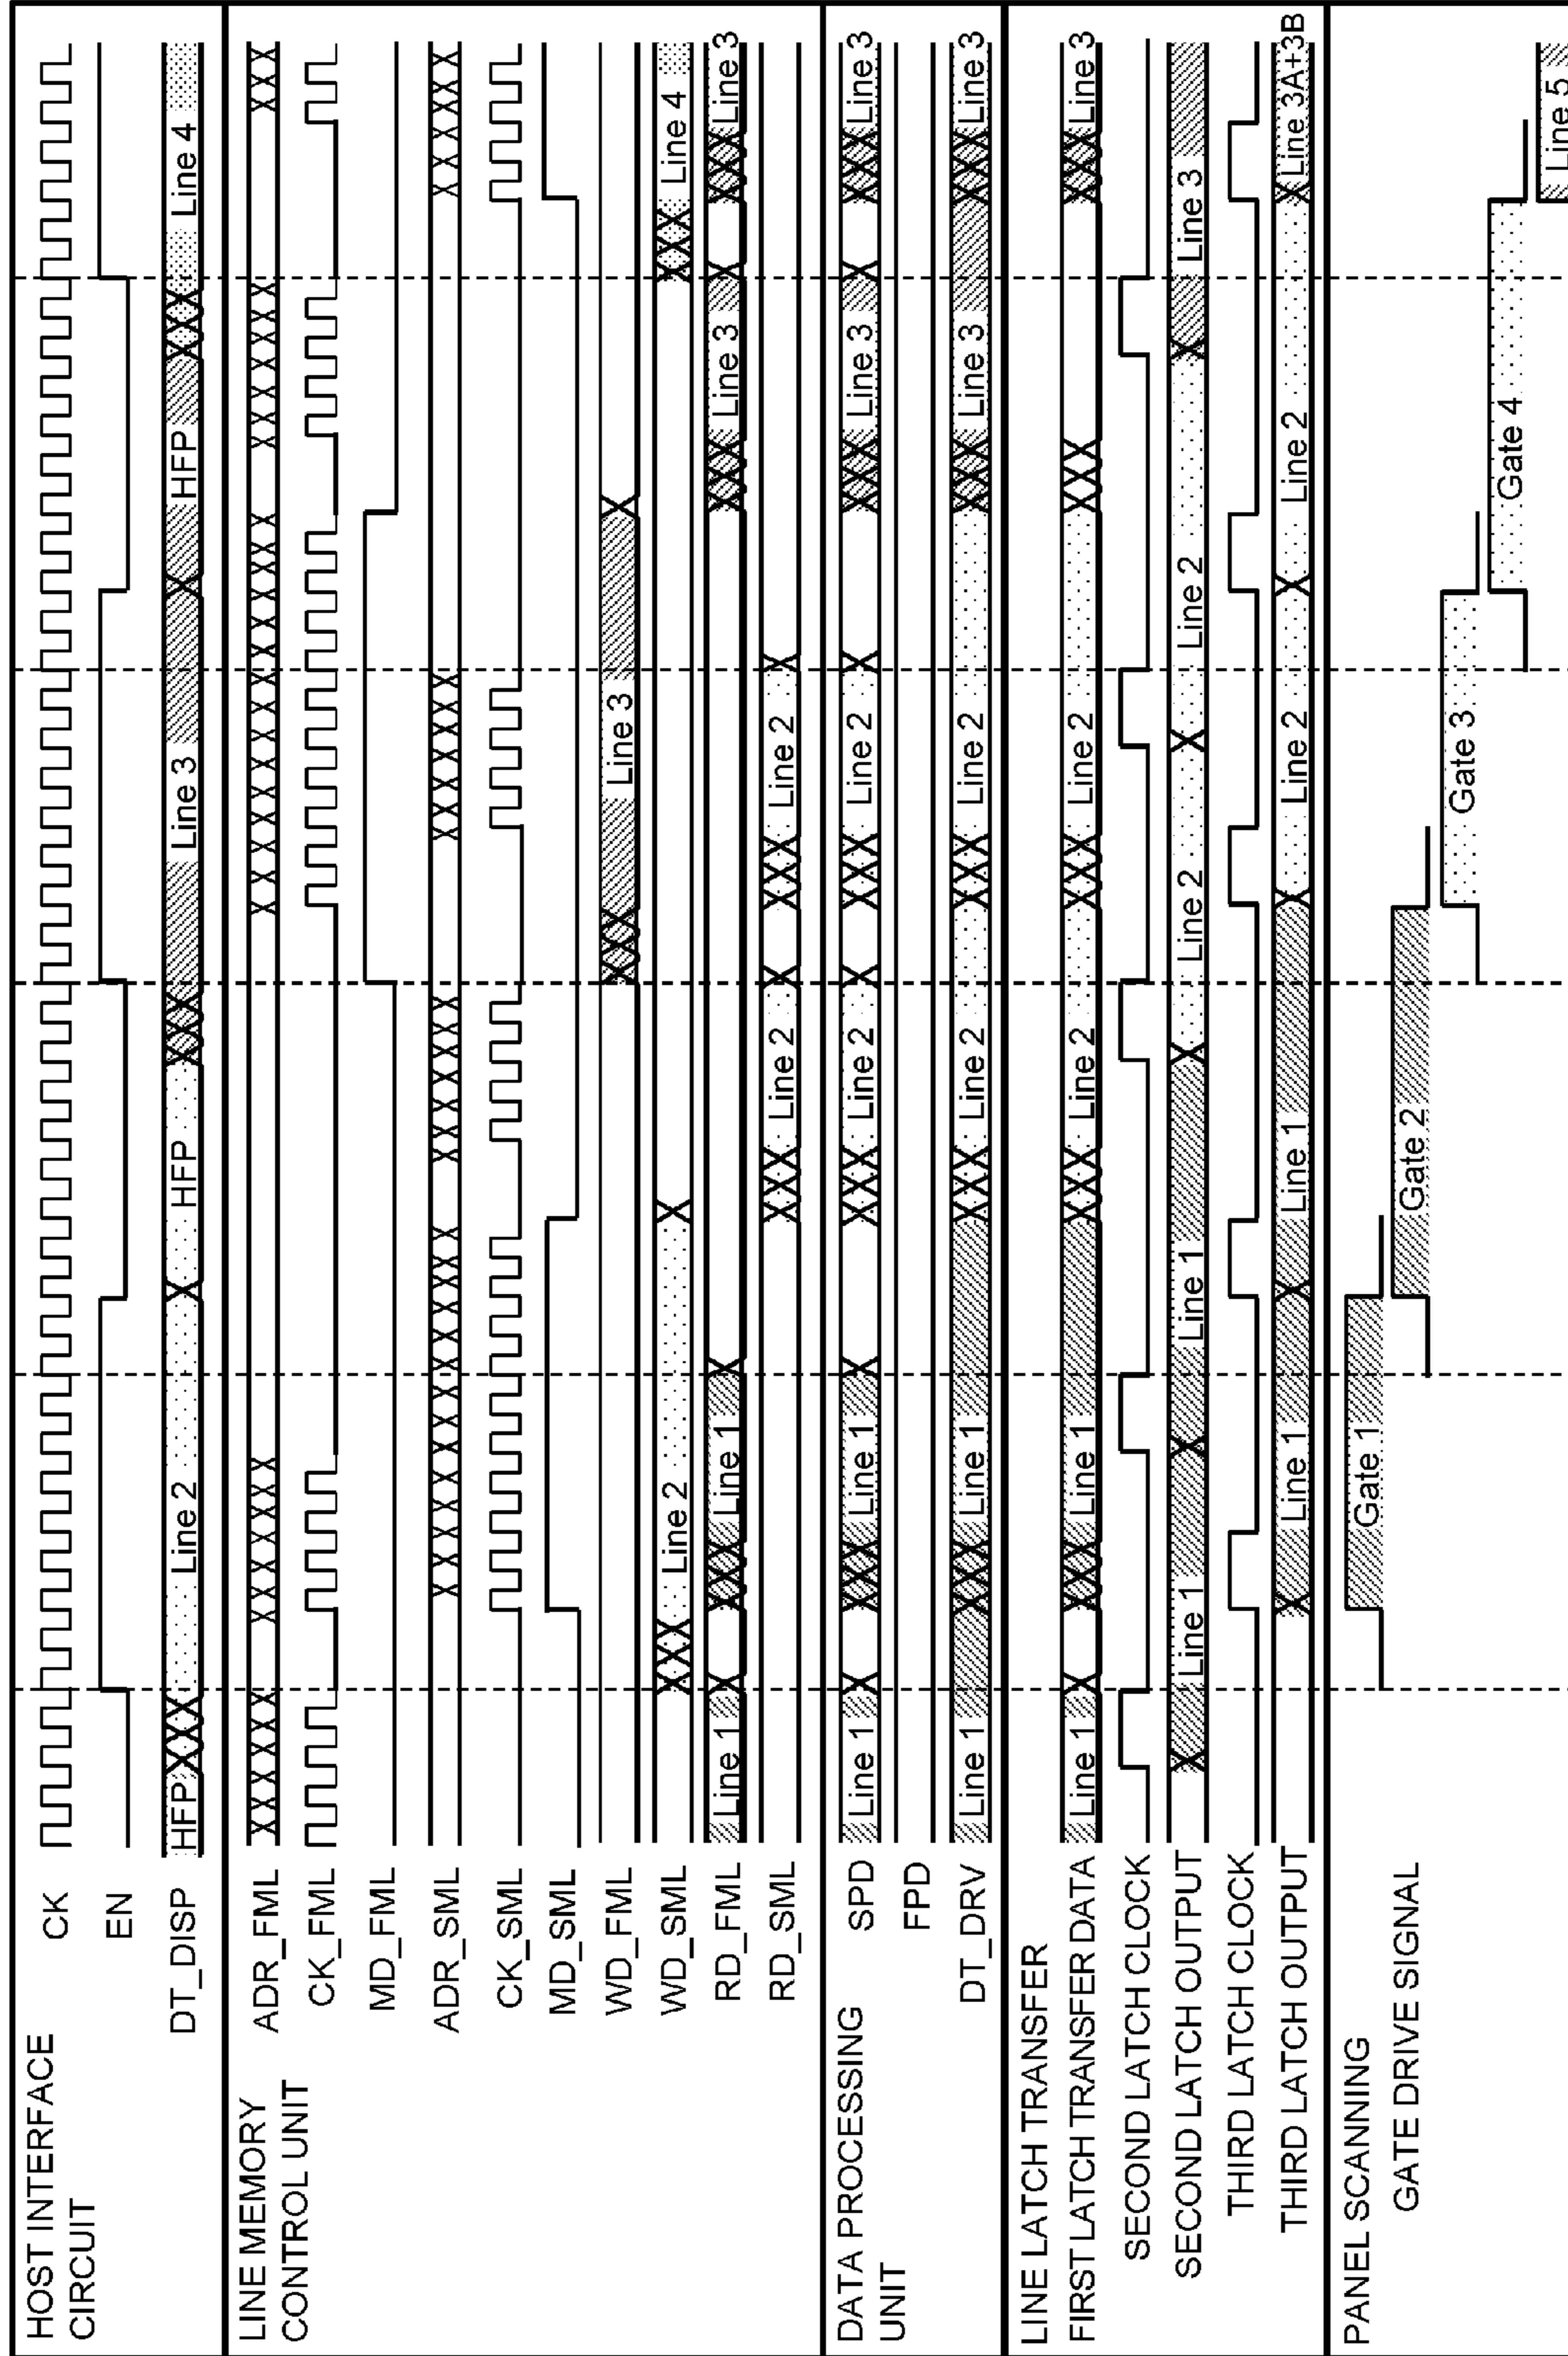 HOST INTERFACE
CIRCUIT
CK
EN
DT_DISP HFP Line 2 HFP Line 3 HFP Line 4
LINE MEMORY
CONTROL UNIT
ADR_FML
CK_FML
MD_FML
ADR_SML
CK_SML
MD_SML
WD_FML Line 3
WD_SML Line 2 Line 4
RD_FML Line 1 Line 1 Line 3 Line 3
RD_SML Line 2 Line 2
DATA PROCESSING
UNIT
SPD Line 1 Line 1 Line 2 Line 2 Line 3 Line 3
FPD
DT_DRV Line 1 Line 1 Line 2 Line 2 Line 3 Line 3
LINE LATCH TRANSFER
FIRST LATCH TRANSFER DATA Line 1 Line 1 Line 2 Line 2 Line 3
SECOND LATCH CLOCK
SECOND LATCH OUTPUT Line 1 Line 1 Line 2 Line 2 Line 3
THIRD LATCH CLOCK
THIRD LATCH OUTPUT Line 1 Line 1 Line 2 Line 2 Line 3A+3B
PANEL SCANNING
GATE DRIVE SIGNAL
Gate 1
Gate 2
Gate 3
Gate 4
Line 5